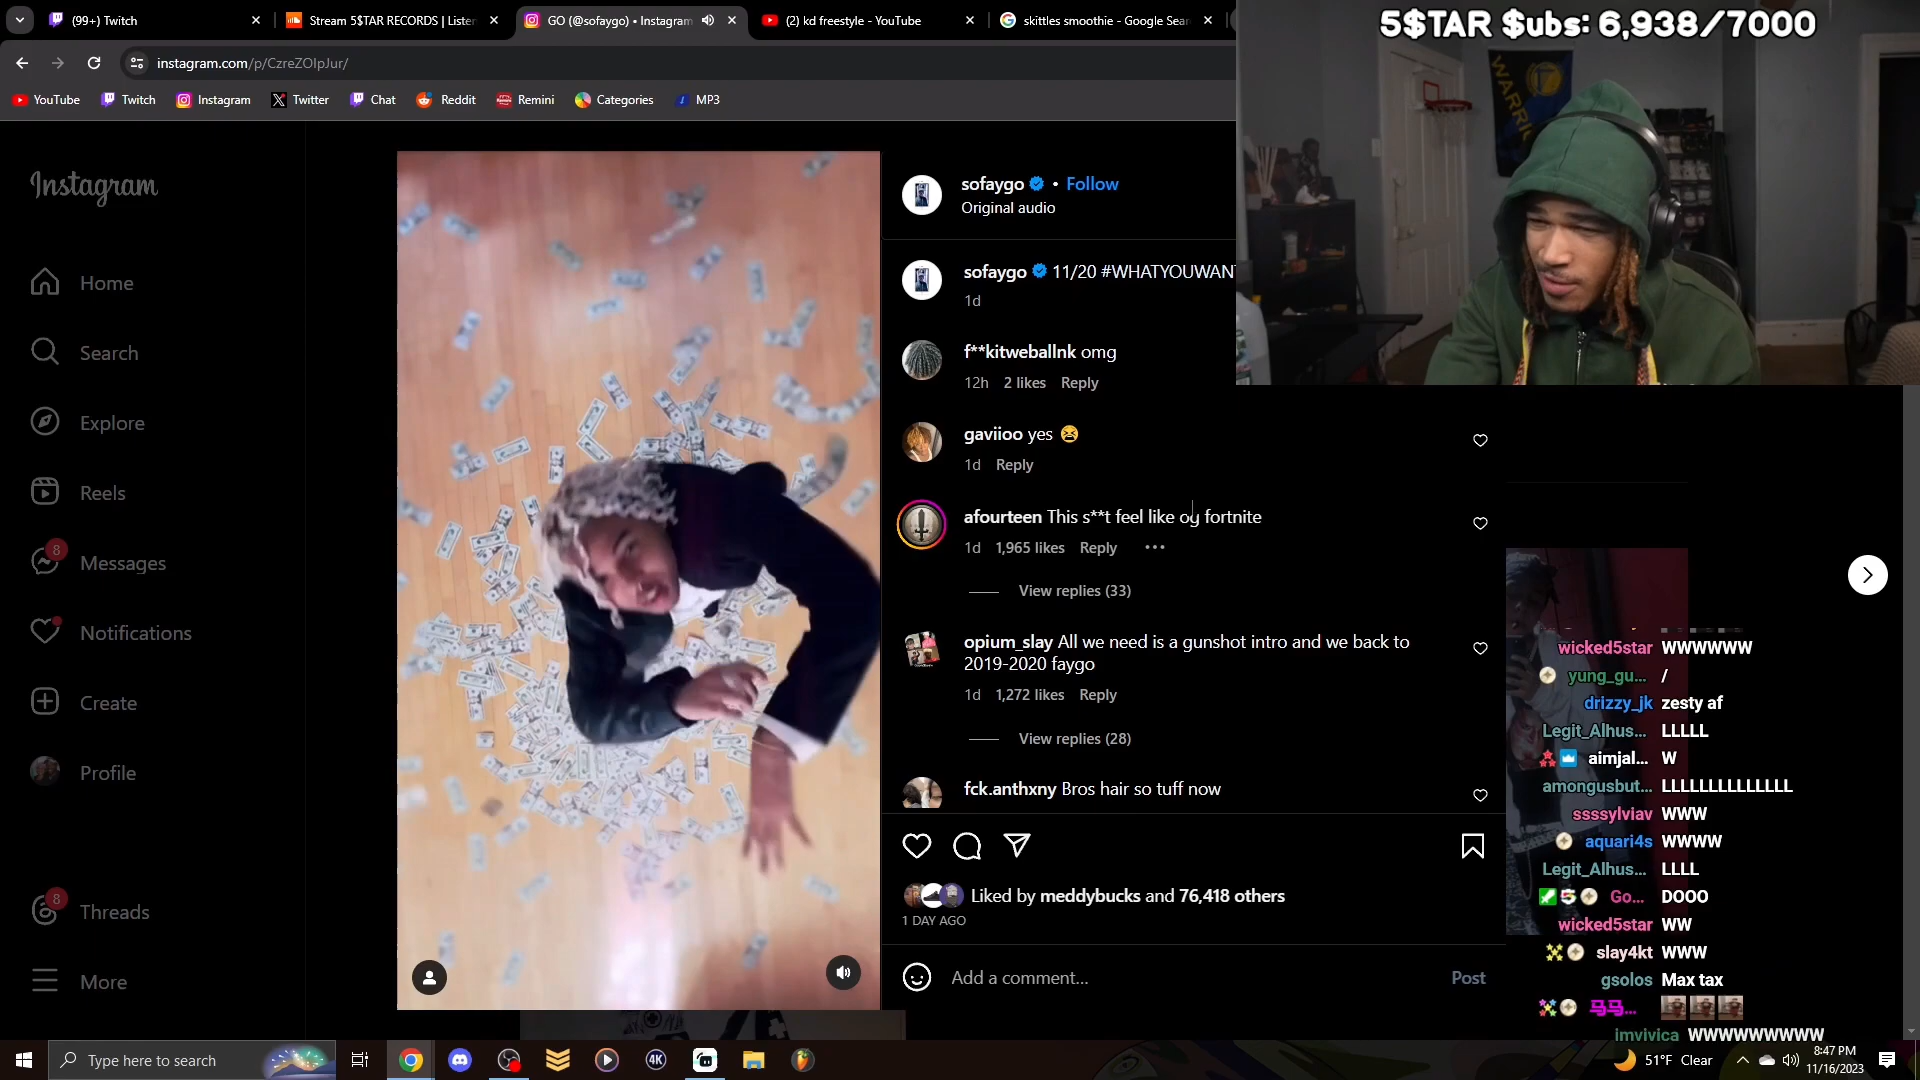 (99+) Twitch
Stream 5$TAR RECORDS | Listen
GO (@sofaygo) • Instagram
(2) kd freestyle - YouTube
skittles smoothie - Google Sear
5$TAR $ubs: 6,938/7000
instagram.com/p/CzreZOlpJur/
YouTube
Twitch
Instagram
Twitter
Chat
Reddit
Remini
Categories
MP3
Instagram
Home
Search
Explore
Reels
8
Messages
Notifications
Create
Profile
8
Threads
More
sofaygo • Follow
Original audio
sofaygo 11/20 #WHATYOUWANT
1d
f**kitweballnk omg
12h 2 likes Reply
gaviioo yes 😫
1d Reply
afourteen This s**t feel like og fortnite
1d 1,965 likes Reply •••
View replies (33)
opium_slay All we need is a gunshot intro and we back to
2019-2020 faygo
1d 1,272 likes Reply
View replies (28)
fck.anthxny Bros hair so tuff now
Liked by meddybucks and 76,418 others
1 DAY AGO
Add a comment...
Post
wicked5star WWWWWW
yung_gu... /
drizzy_jk zesty af
Legit_Alhus... LLLLL
aimjal... W
amongusbut... LLLLLLLLLLLLLL
ssssylviav WWW
aquari4s WWWW
Legit_Alhus... LLLL
Go... DOOO
wicked5star WW
slay4kt WWW
gsolos Max tax
imvivica WWWWWWWWWW
Type here to search
4K
51°F Clear
8:47 PM
11/16/2023